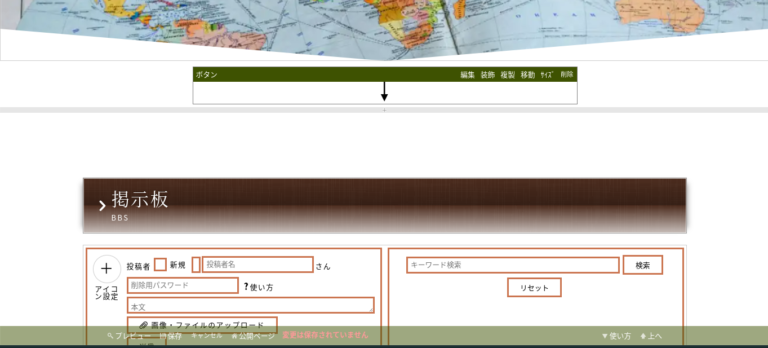 ボタン 編集 装飾 複製 移動 ｻｲｽﾞ 削除
掲示板
BBS
投稿者 新規 投稿者名 さん
アイコン設定
削除用パスワード ?使い方
本文
画像・ファイルのアップロード
キーワード検索 検索
リセット
プレビュー 保存 キャンセル 公開ページ 変更は保存されていません ▼使い方 上へ